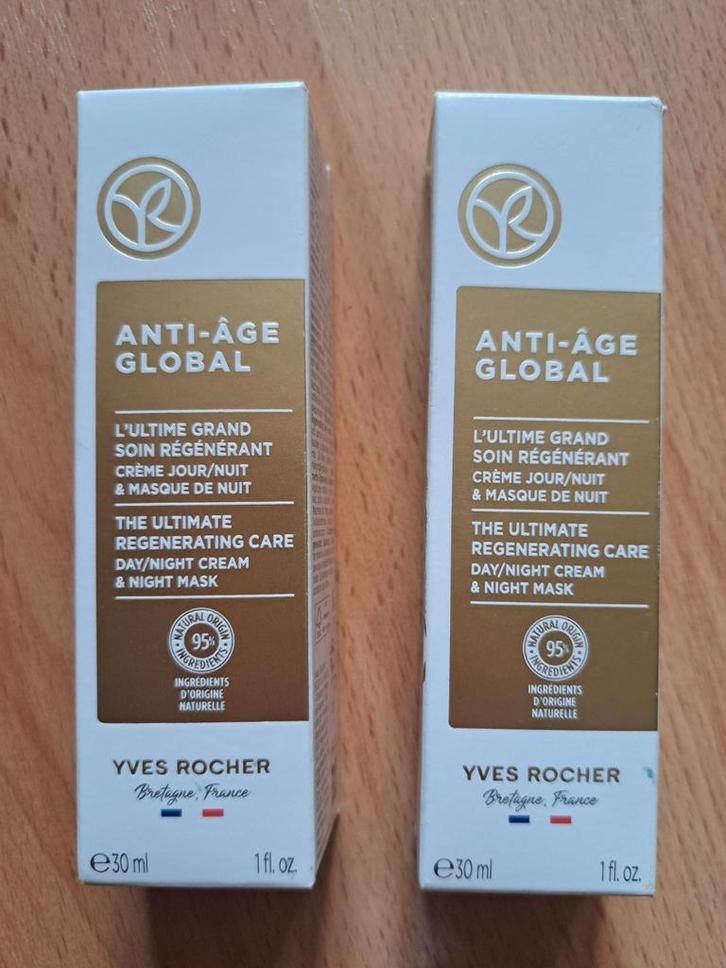 ANTI-ÂGE
GLOBAL
L'ULTIME GRAND
SOIN RÉGÉNÉRANT
CRÈME JOUR/NUIT
& MASQUE DE NUIT
THE ULTIMATE
REGENERATING CARE
DAY/NIGHT CREAM
& NIGHT MASK
NATURAL ORIGIN
95%
INGREDIENTS
INGRÉDIENTS
D'ORIGINE
NATURELLE
YVES ROCHER
Bretagne, France
℮30 ml 1 fl. oz.
ANTI-ÂGE
GLOBAL
L'ULTIME GRAND
SOIN RÉGÉNÉRANT
CRÈME JOUR/NUIT
& MASQUE DE NUIT
THE ULTIMATE
REGENERATING CARE
DAY/NIGHT CREAM
& NIGHT MASK
NATURAL ORIGIN
95%
INGREDIENTS
INGRÉDIENTS
D'ORIGINE
NATURELLE
YVES ROCHER
Bretagne, France
℮30 ml 1 fl. oz.